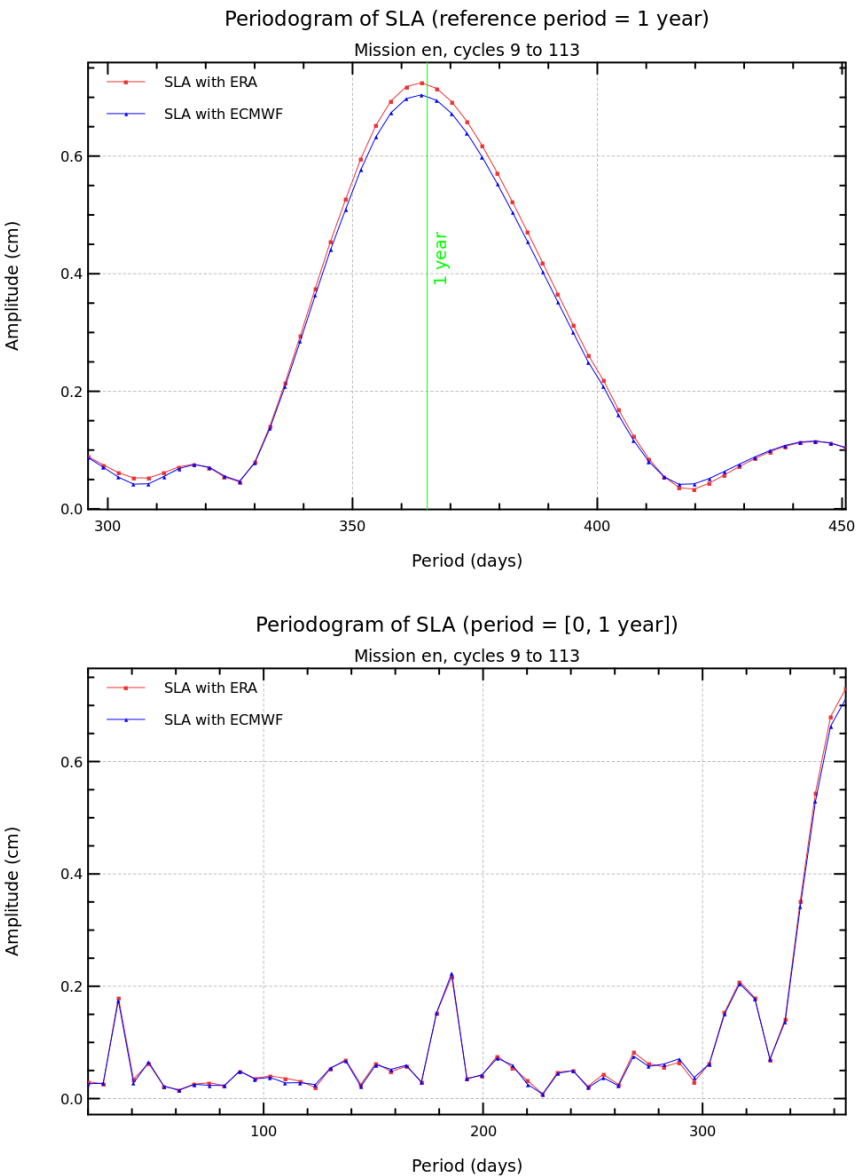 Periodogram of SLA (reference period = 1 year)
Mission en, cycles 9 to 113
SLA with ERA
SLA with ECMWF
0.6
0.4
0.2
0.0
Amplitude (cm)
1 year
300 350 400 450
Period (days)
Periodogram of SLA (period = [0, 1 year])
Mission en, cycles 9 to 113
SLA with ERA
SLA with ECMWF
0.6
0.4
0.2
0.0
Amplitude (cm)
100 200 300
Period (days)